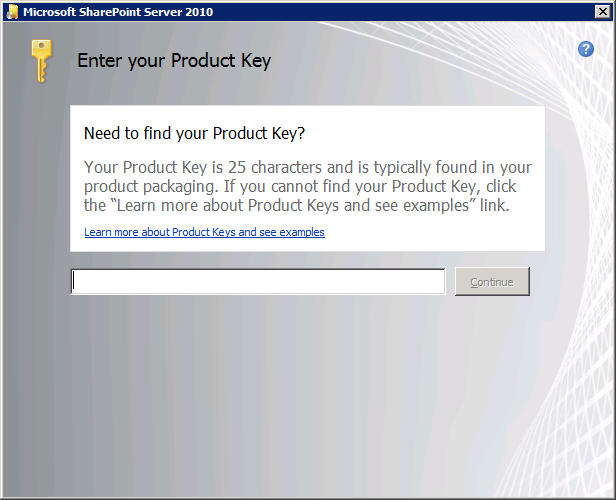 Microsoft SharePoint Server 2010
Enter your Product Key
?
Need to find your Product Key?
Your Product Key is 25 characters and is typically found in your
product packaging. If you cannot find your Product Key, click
the “Learn more about Product Keys and see examples” link.
Learn more about Product Keys and see examples
Continue